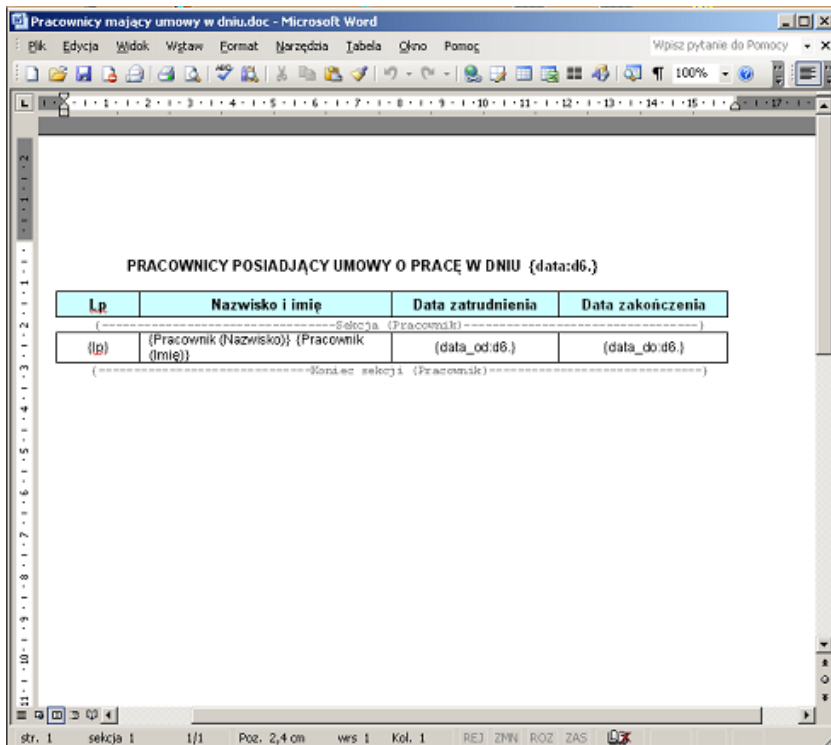 Pracownicy mający umowy w dniu.doc - Microsoft Word
Plik Edycja Widok Wstaw Format Narzędzia Tabela Okno Pomoc Wpisz pytanie do Pomocy
100%
PRACOWNICY POSIADJĄCY UMOWY O PRACĘ W DNIU {data:d6.}
Lp Nazwisko i imię Data zatrudnienia Data zakończenia
{------------------------------Sekcja (Pracownik)------------------------------}
{lp} {Pracownik (Nazwisko)} {Pracownik (Imię)} {data_od:d6.} {data_do:d6.}
{------------------------------Koniec sekcji (Pracownik)------------------------------}
str. 1 sekcja 1 1/1 Poz. 2,4 cm wrs 1 Kol. 1 REJ ZMN ROZ ZAS